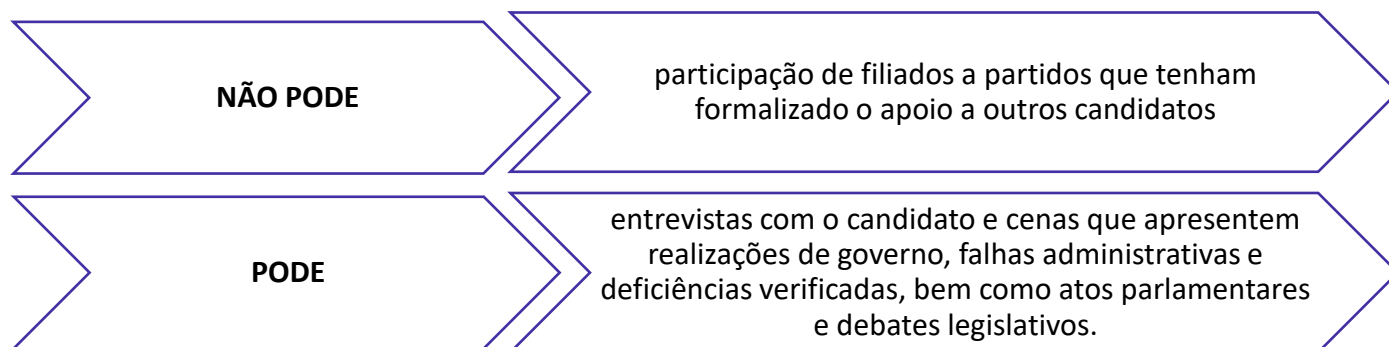 NÃO PODE
participação de filiados a partidos que tenham
formalizado o apoio a outros candidatos
PODE
entrevistas com o candidato e cenas que apresentem
realizações de governo, falhas administrativas e
deficiências verificadas, bem como atos parlamentares
e debates legislativos.